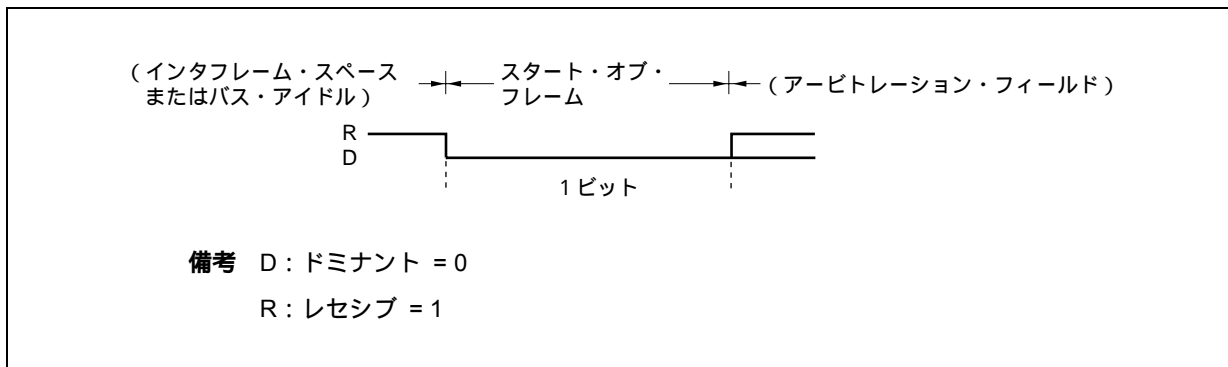 （インタフレーム・スペース
またはバス・アイドル）
スタート・オブ・
フレーム
（アービトレーション・フィールド）
R
D
1 ビット
備考 D：ドミナント = 0
R：レセシブ = 1